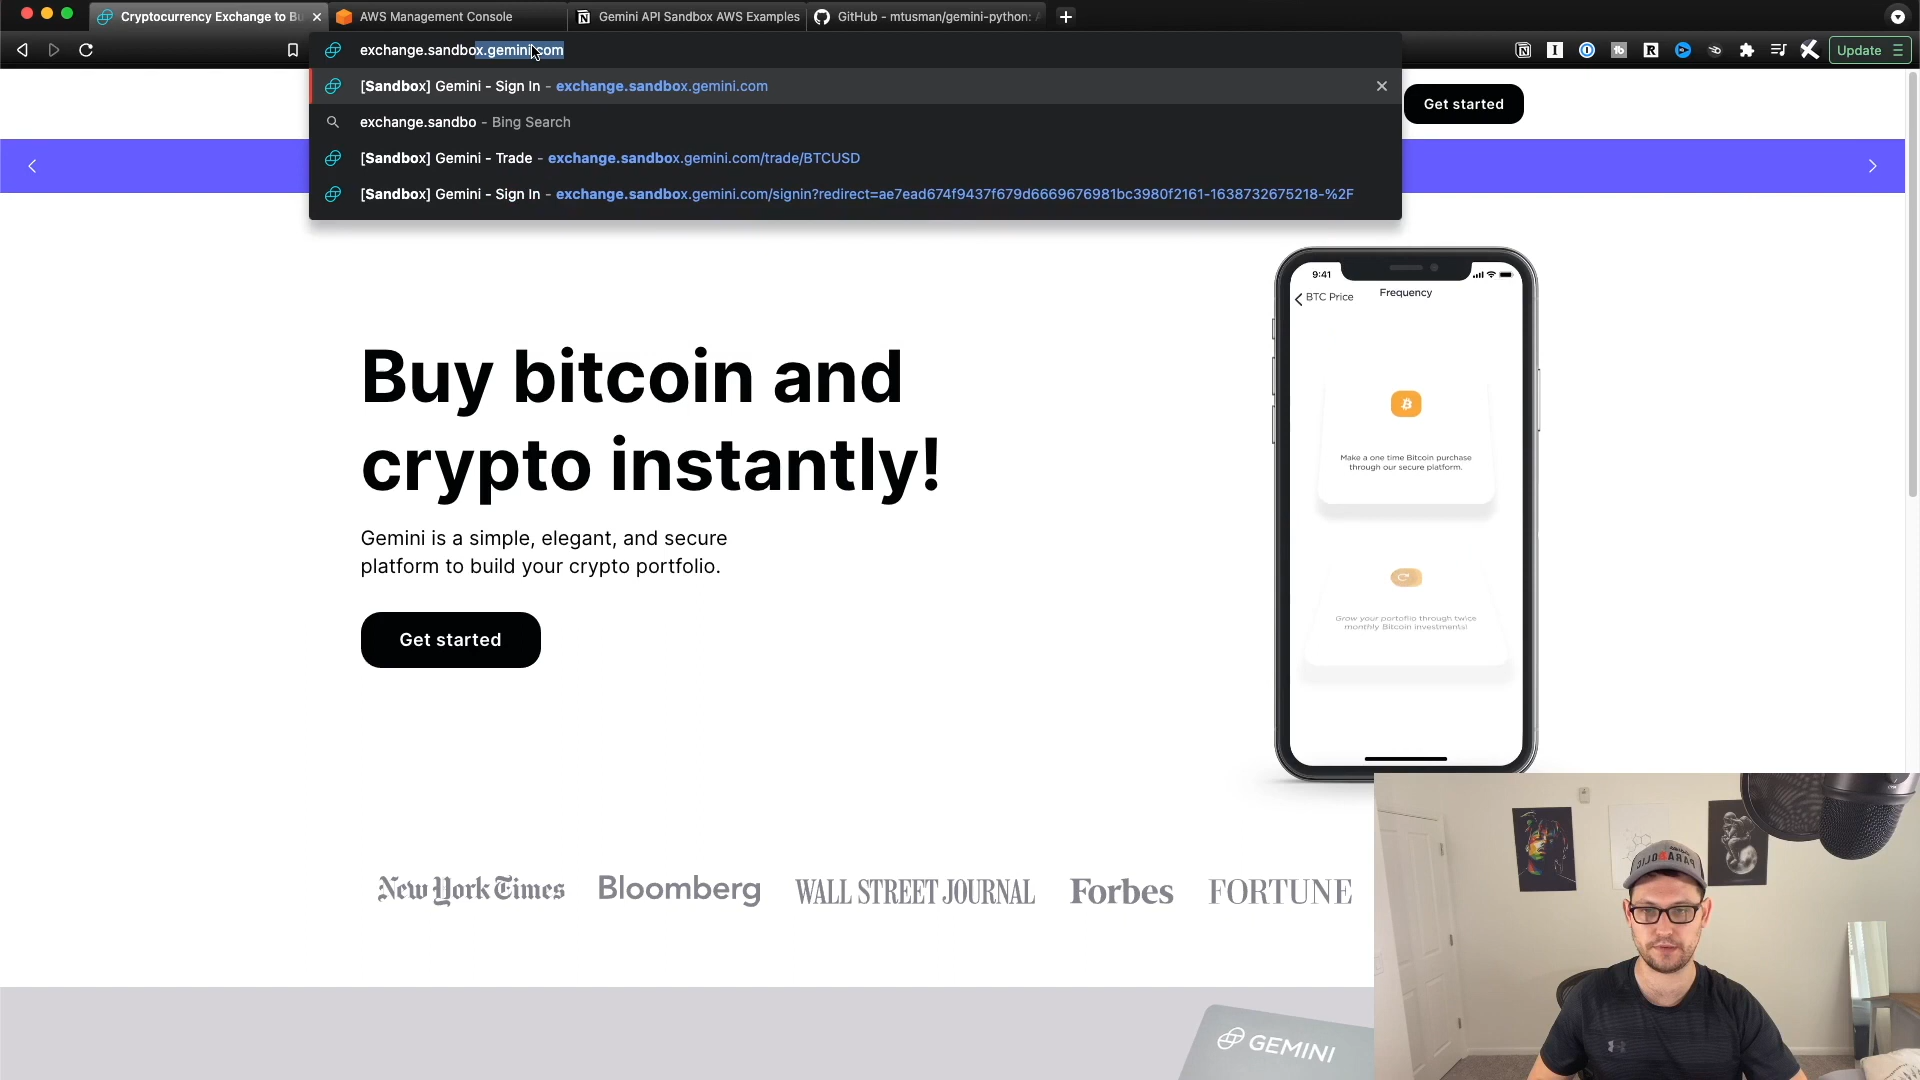 Cryptocurrency Exchange to Bu
AWS Management Console
Gemini API Sandbox AWS Examples
GitHub - mtusman/gemini-python: A
exchange.sandbox.gemini.com
Update
[Sandbox] Gemini - Sign In - exchange.sandbox.gemini.com
exchange.sandbo - Bing Search
[Sandbox] Gemini - Trade - exchange.sandbox.gemini.com/trade/BTCUSD
[Sandbox] Gemini - Sign In - exchange.sandbox.gemini.com/signin?redirect=ae7ead674f9437f679d6669676981bc3980f2161-1638732675218-%2F
Get started
Buy bitcoin and
crypto instantly!
Gemini is a simple, elegant, and secure
platform to build your crypto portfolio.
Get started
9:41
BTC Price
Frequency
Make a one time Bitcoin purchase
through our secure platform.
Grow your portoflio through twice
monthly Bitcoin investments!
New York Times
Bloomberg
WALL STREET JOURNAL
Forbes
FORTUNE
GEMINI